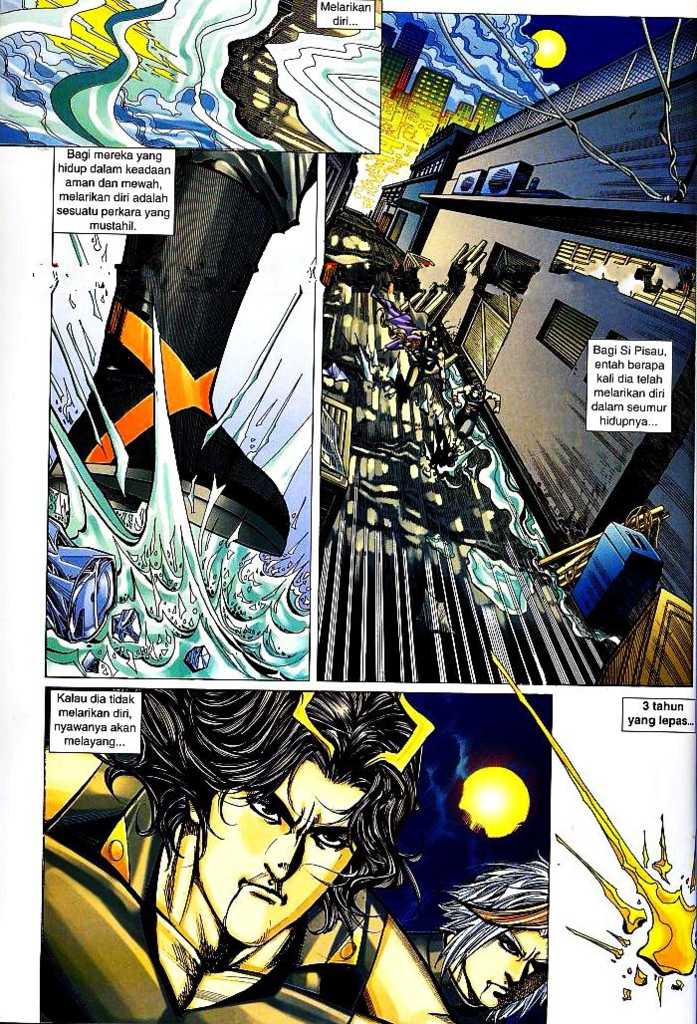 Melarikan
diri...
Bagi mereka yang
hidup dalam keadaan
aman dan mewah,
melarikan diri adalah
sesuatu perkara yang
mustahil.
Bagi Si Pisau,
entah berapa
kali dia telah
melarikan diri
dalam seumur
hidupnya...
Kalau dia tidak
melarikan diri,
nyawanya akan
melayang...
3 tahun
yang lepas...